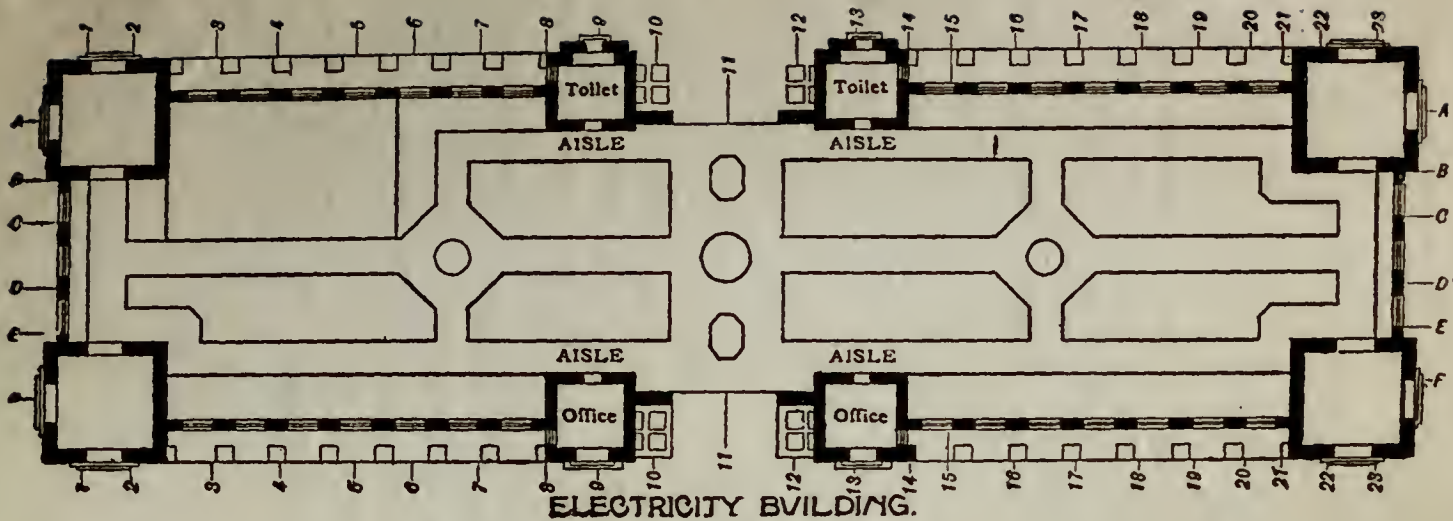 1 2 3 4 5 6 7 8 9 10 11 12 13 14 15 16 17 18 19 20 21 22 23
Toilet Toilet
A A
AISLE AISLE
B B
C C
D D
E E
AISLE AISLE
F F
Office Office
1 2 3 4 5 6 7 8 9 10 11 12 13 14 15 16 17 18 19 20 21 22 23
ELECTRICITY BUILDING.